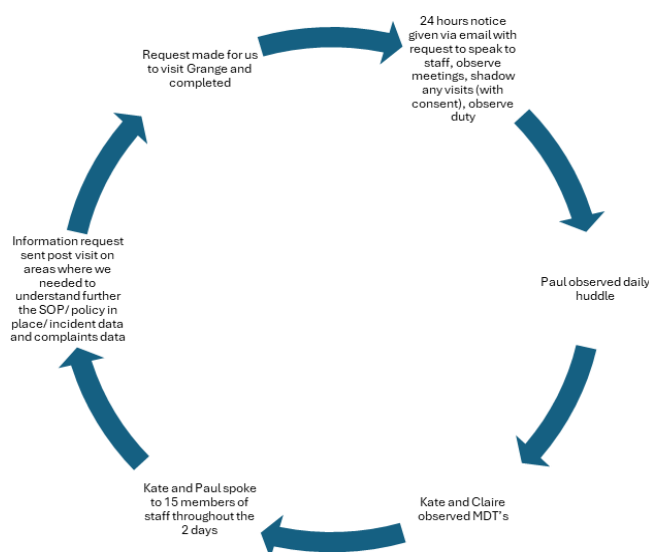 Request made for us
to visit Grange and
completed
24 hours notice
given via email with
request to speak to
staff, observe
meetings, shadow
any visits (with
consent), observe
duty
Paul observed daily
huddle
Kate and Claire
observed MDT's
Kate and Paul spoke
to 15 members of
staff throughout the
2 days
Information request
sent post visit on
areas where we
needed to
understand further
the SOP/ policy in
place/ incident data
and complaints data